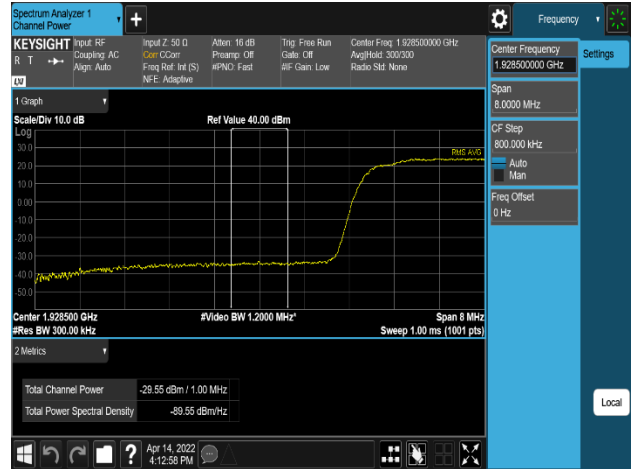 Spectrum Analyzer 1
Channel Power
Frequency
KEYSIGHT
R T
LXI
Input: RF
Coupling: AC
Align: Auto
Input Z: 50 Ω
Corr CCorr
Freq Ref: Int (S)
NFE: Adaptive
Atten: 16 dB
Preamp: Off
#PNO: Fast
Trig: Free Run
Gate: Off
#IF Gain: Low
Center Freq: 1.928500000 GHz
Avg|Hold: 300/300
Radio Std: None
Center Frequency
1.928500000 GHz
Settings
Span
8.0000 MHz
CF Step
800.000 kHz
Auto
Man
Freq Offset
0 Hz
1 Graph
Scale/Div 10.0 dB
Ref Value 40.00 dBm
Log
30.0
RMS AVG
20.0
10.0
0.00
-10.0
-20.0
-30.0
-40.0
-50.0
Center 1.928500 GHz
#Video BW 1.2000 MHz*
Span 8 MHz
#Res BW 300.00 kHz
Sweep 1.00 ms (1001 pts)
2 Metrics
Total Channel Power -29.55 dBm / 1.00 MHz
Total Power Spectral Density -89.55 dBm/Hz
Local
Apr 14, 2022
4:12:58 PM